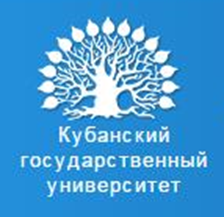 Кубанский
государственный
университет